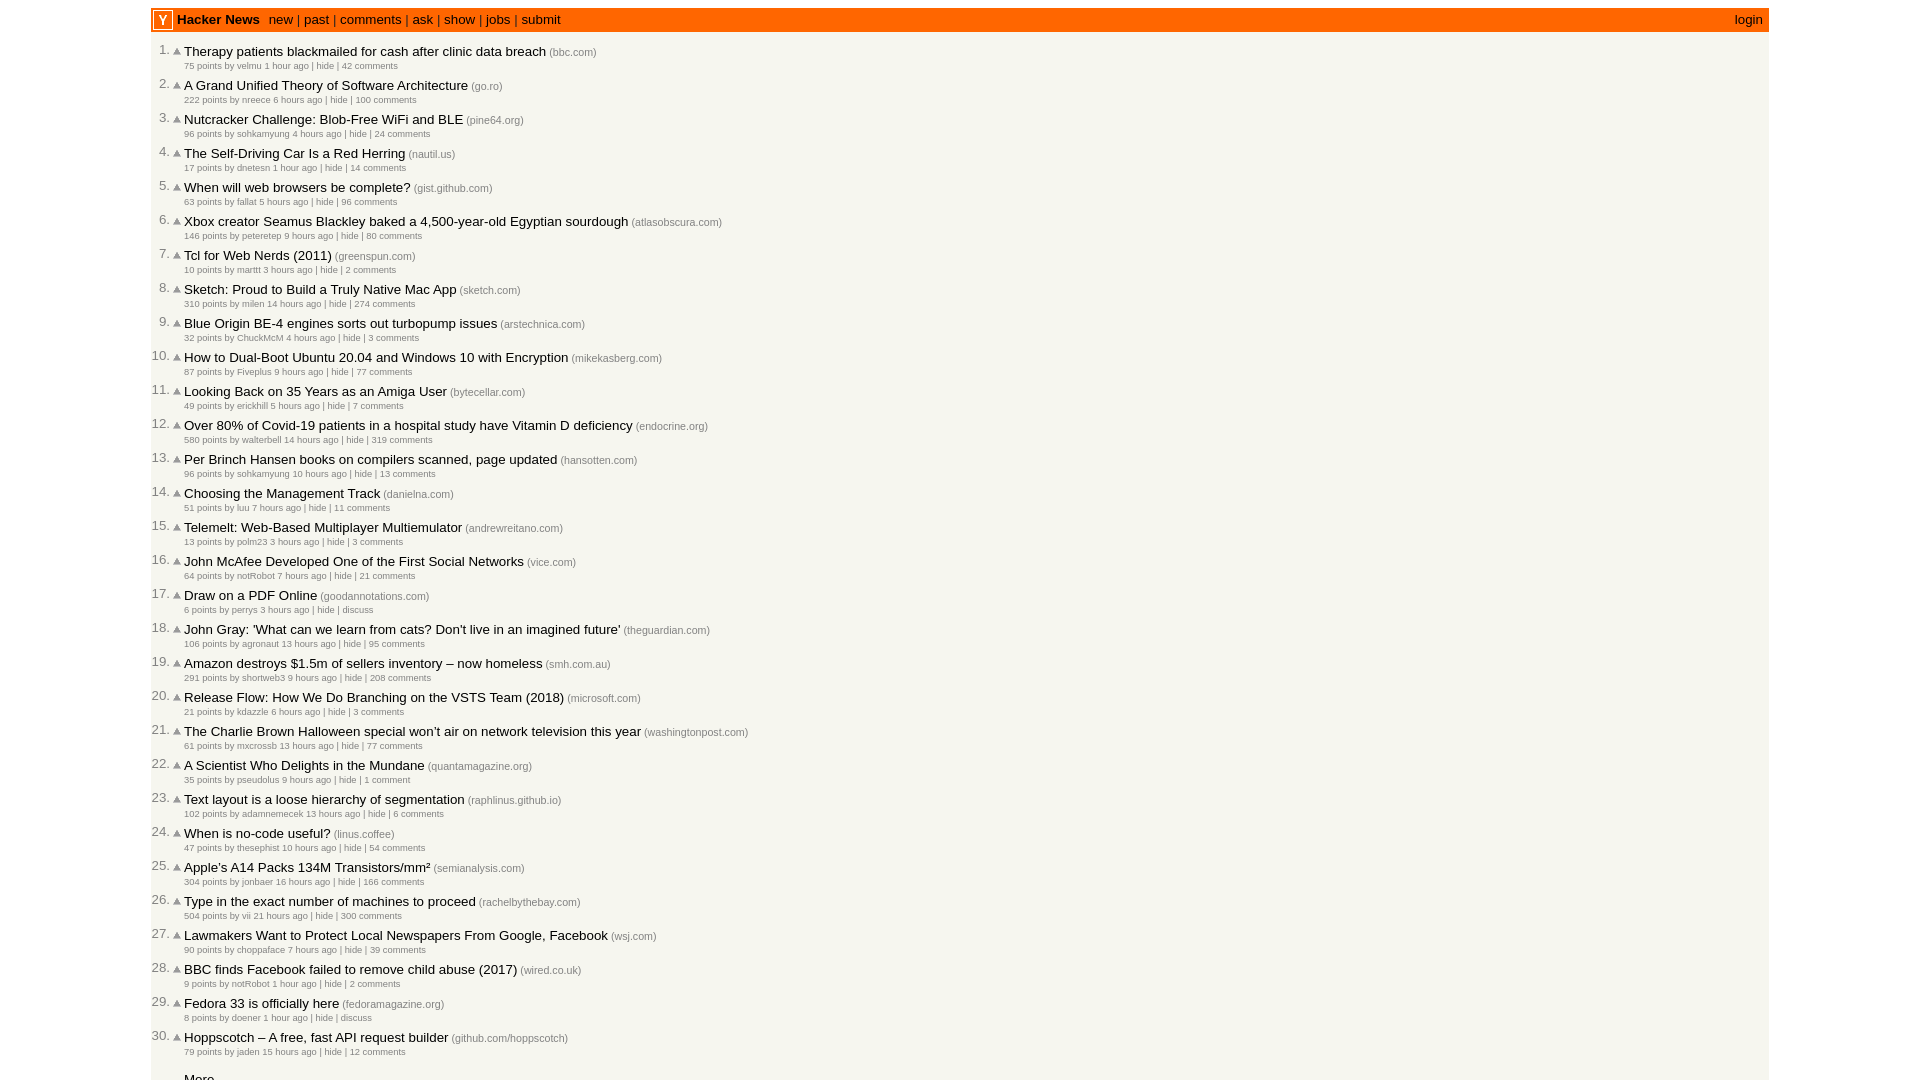 Y Hacker News new | past | comments | ask | show | jobs | submit login
1. Therapy patients blackmailed for cash after clinic data breach (bbc.com)
75 points by velmu 1 hour ago | hide | 42 comments
2. A Grand Unified Theory of Software Architecture (go.ro)
222 points by nreece 6 hours ago | hide | 100 comments
3. Nutcracker Challenge: Blob-Free WiFi and BLE (pine64.org)
96 points by sohkamyung 4 hours ago | hide | 24 comments
4. The Self-Driving Car Is a Red Herring (nautil.us)
17 points by dnetesn 1 hour ago | hide | 14 comments
5. When will web browsers be complete? (gist.github.com)
63 points by fallat 5 hours ago | hide | 96 comments
6. Xbox creator Seamus Blackley baked a 4,500-year-old Egyptian sourdough (atlasobscura.com)
146 points by peteretep 9 hours ago | hide | 80 comments
7. Tcl for Web Nerds (2011) (greenspun.com)
10 points by marttt 3 hours ago | hide | 2 comments
8. Sketch: Proud to Build a Truly Native Mac App (sketch.com)
310 points by milen 14 hours ago | hide | 274 comments
9. Blue Origin BE-4 engines sorts out turbopump issues (arstechnica.com)
32 points by ChuckMcM 4 hours ago | hide | 3 comments
10. How to Dual-Boot Ubuntu 20.04 and Windows 10 with Encryption (mikekasberg.com)
87 points by Fiveplus 9 hours ago | hide | 77 comments
11. Looking Back on 35 Years as an Amiga User (bytecellar.com)
49 points by erickhill 5 hours ago | hide | 7 comments
12. Over 80% of Covid-19 patients in a hospital study have Vitamin D deficiency (endocrine.org)
580 points by walterbell 14 hours ago | hide | 319 comments
13. Per Brinch Hansen books on compilers scanned, page updated (hansotten.com)
96 points by sohkamyung 10 hours ago | hide | 13 comments
14. Choosing the Management Track (danielna.com)
51 points by luu 7 hours ago | hide | 11 comments
15. Telemelt: Web-Based Multiplayer Multiemulator (andrewreitano.com)
13 points by polm23 3 hours ago | hide | 3 comments
16. John McAfee Developed One of the First Social Networks (vice.com)
64 points by notRobot 7 hours ago | hide | 21 comments
17. Draw on a PDF Online (goodannotations.com)
6 points by perrys 3 hours ago | hide | discuss
18. John Gray: 'What can we learn from cats? Don't live in an imagined future' (theguardian.com)
106 points by agronaut 13 hours ago | hide | 95 comments
19. Amazon destroys $1.5m of sellers inventory – now homeless (smh.com.au)
291 points by shortweb3 9 hours ago | hide | 208 comments
20. Release Flow: How We Do Branching on the VSTS Team (2018) (microsoft.com)
21 points by kdazzle 6 hours ago | hide | 3 comments
21. The Charlie Brown Halloween special won’t air on network television this year (washingtonpost.com)
61 points by mxcrossb 13 hours ago | hide | 77 comments
22. A Scientist Who Delights in the Mundane (quantamagazine.org)
35 points by pseudolus 9 hours ago | hide | 1 comment
23. Text layout is a loose hierarchy of segmentation (raphlinus.github.io)
102 points by adamnemecek 13 hours ago | hide | 6 comments
24. When is no-code useful? (linus.coffee)
47 points by thesephist 10 hours ago | hide | 54 comments
25. Apple’s A14 Packs 134M Transistors/mm² (semianalysis.com)
304 points by jonbaer 16 hours ago | hide | 166 comments
26. Type in the exact number of machines to proceed (rachelbythebay.com)
504 points by vii 21 hours ago | hide | 300 comments
27. Lawmakers Want to Protect Local Newspapers From Google, Facebook (wsj.com)
90 points by choppaface 7 hours ago | hide | 39 comments
28. BBC finds Facebook failed to remove child abuse (2017) (wired.co.uk)
9 points by notRobot 1 hour ago | hide | 2 comments
29. Fedora 33 is officially here (fedoramagazine.org)
8 points by doener 1 hour ago | hide | discuss
30. Hoppscotch – A free, fast API request builder (github.com/hoppscotch)
79 points by jaden 15 hours ago | hide | 12 comments
More